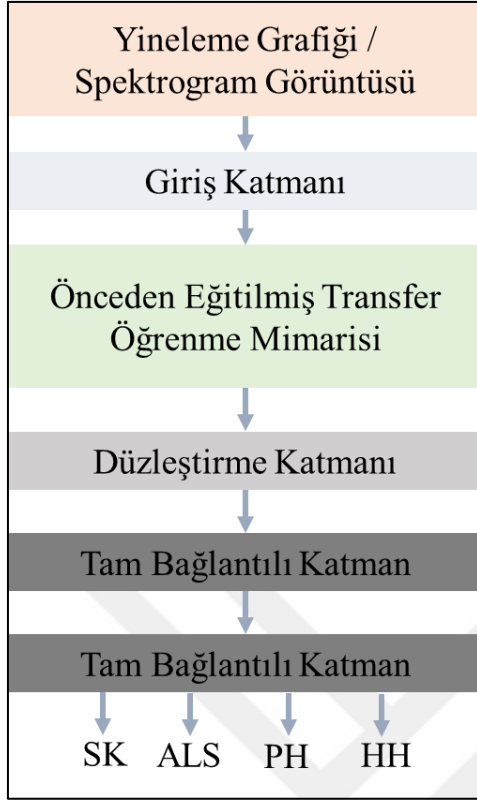 Yineleme Grafiği /
Spektrogram Görüntüsü
Giriş Katmanı
Önceden Eğitilmiş Transfer
Öğrenme Mimarisi
Düzleştirme Katmanı
Tam Bağlantılı Katman
Tam Bağlantılı Katman
SK ALS PH HH